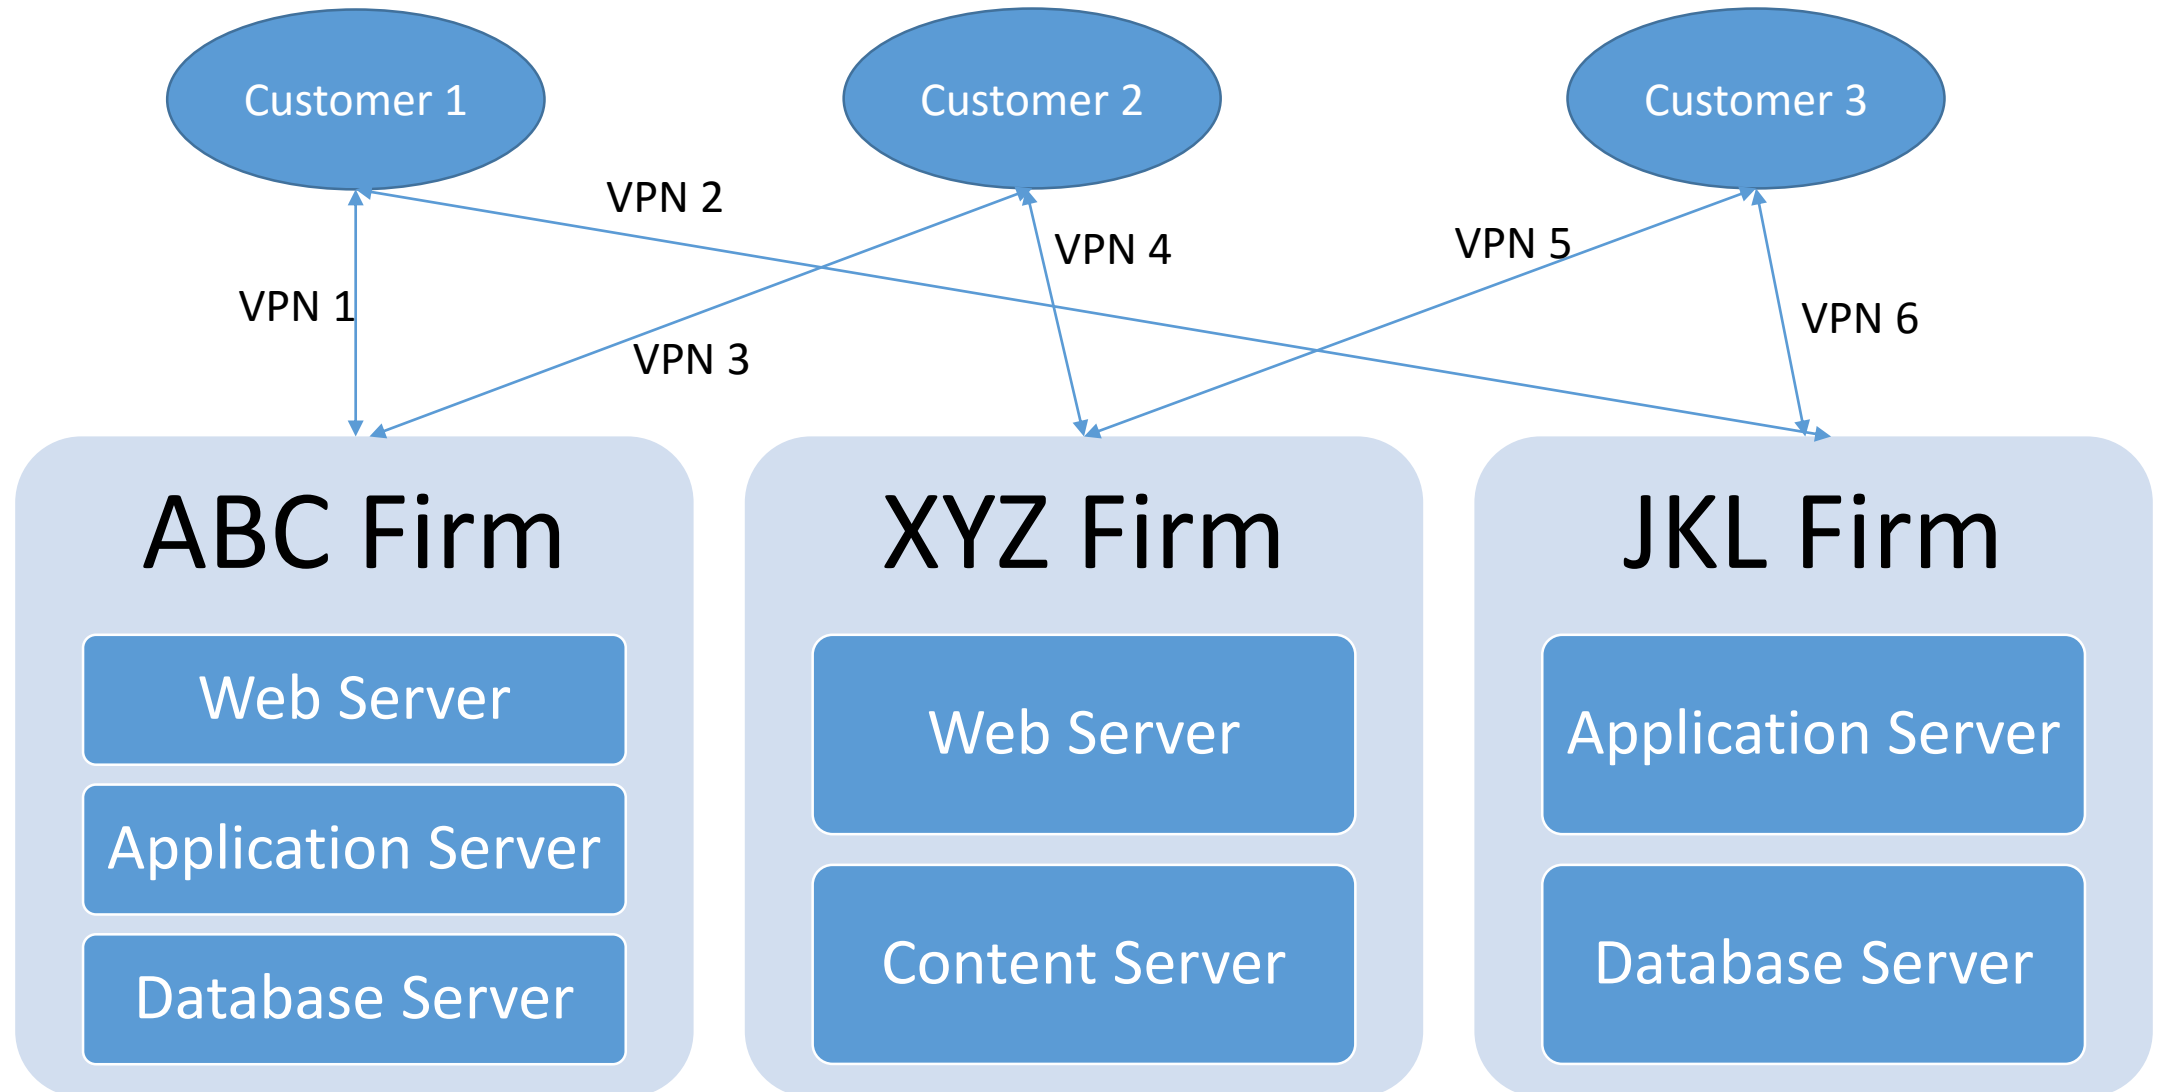 Customer 1
Customer 2
Customer 3
VPN 2
VPN 4
VPN 5
VPN 1
VPN 6
VPN 3
ABC Firm
Web Server
Application Server
Database Server
XYZ Firm
Web Server
Content Server
JKL Firm
Application Server
Database Server